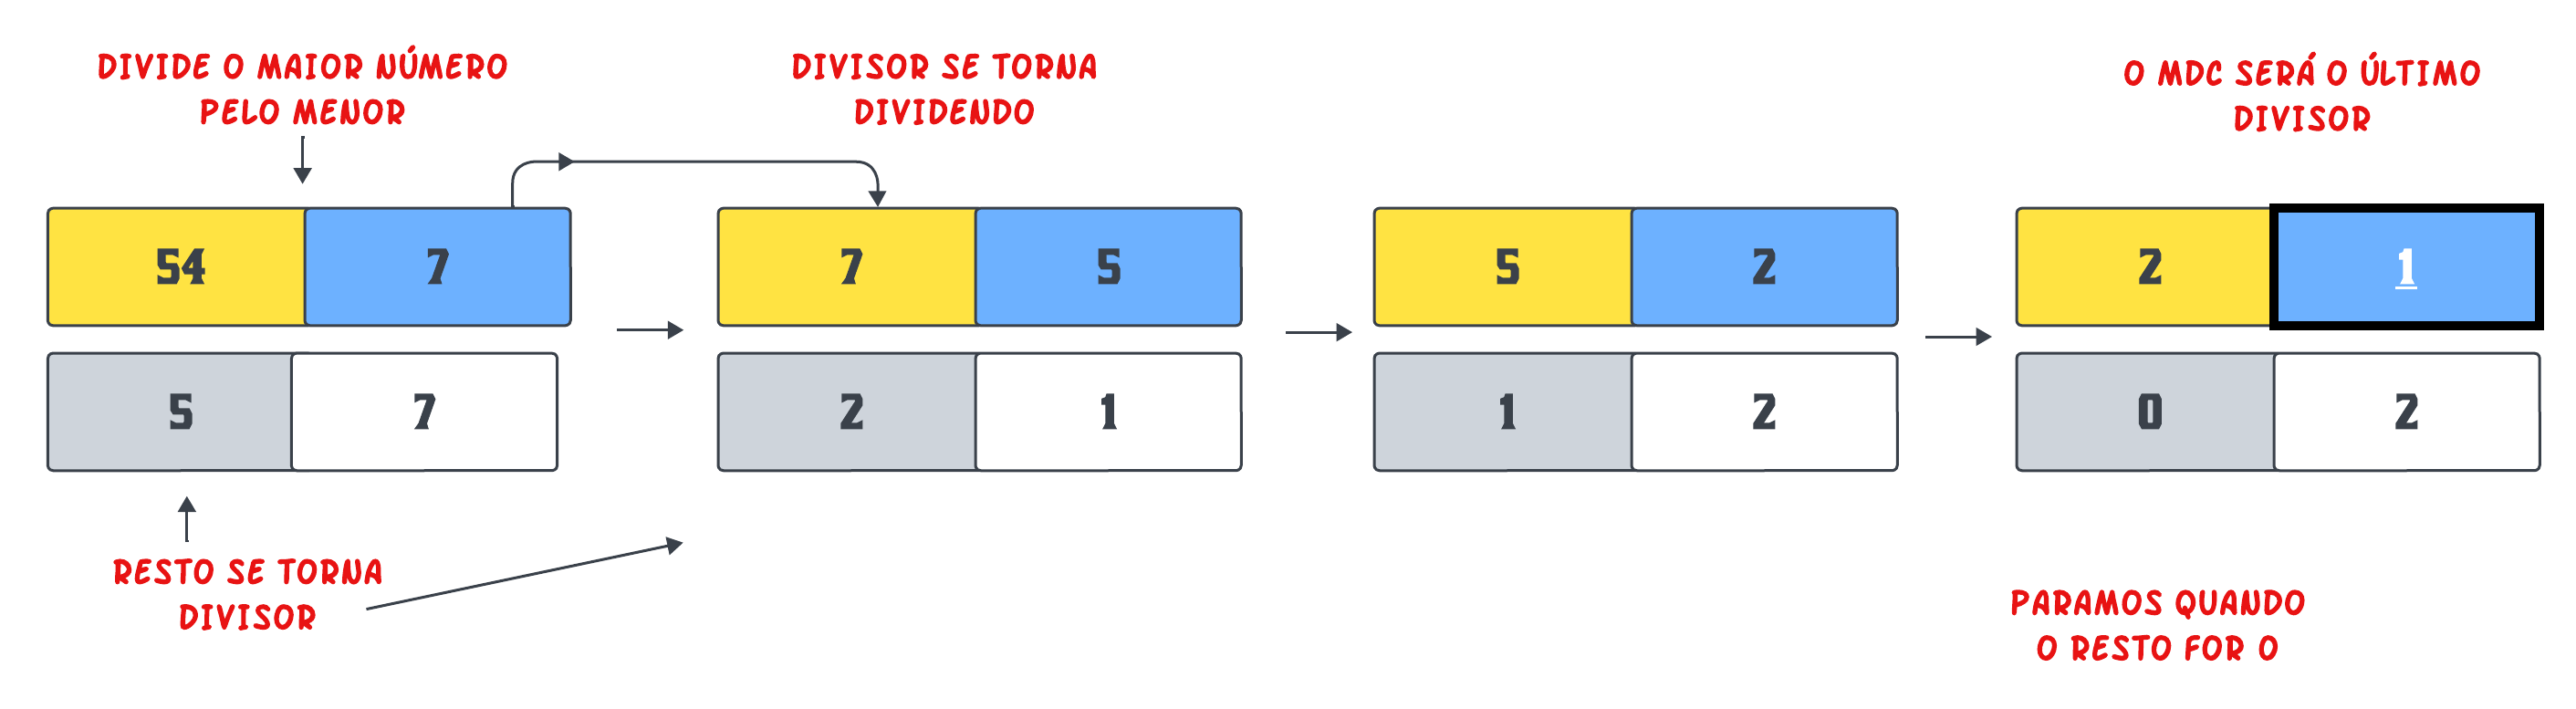 DIVIDE O MAIOR NÚMERO
PELO MENOR
DIVISOR SE TORNA
DIVIDENDO
O MDC SERÁ O ÚLTIMO
DIVISOR
54 7
7 5
5 2
2 1
5 7
2 1
1 2
0 2
RESTO SE TORNA
DIVISOR
PARAMOS QUANDO
O RESTO FOR 0